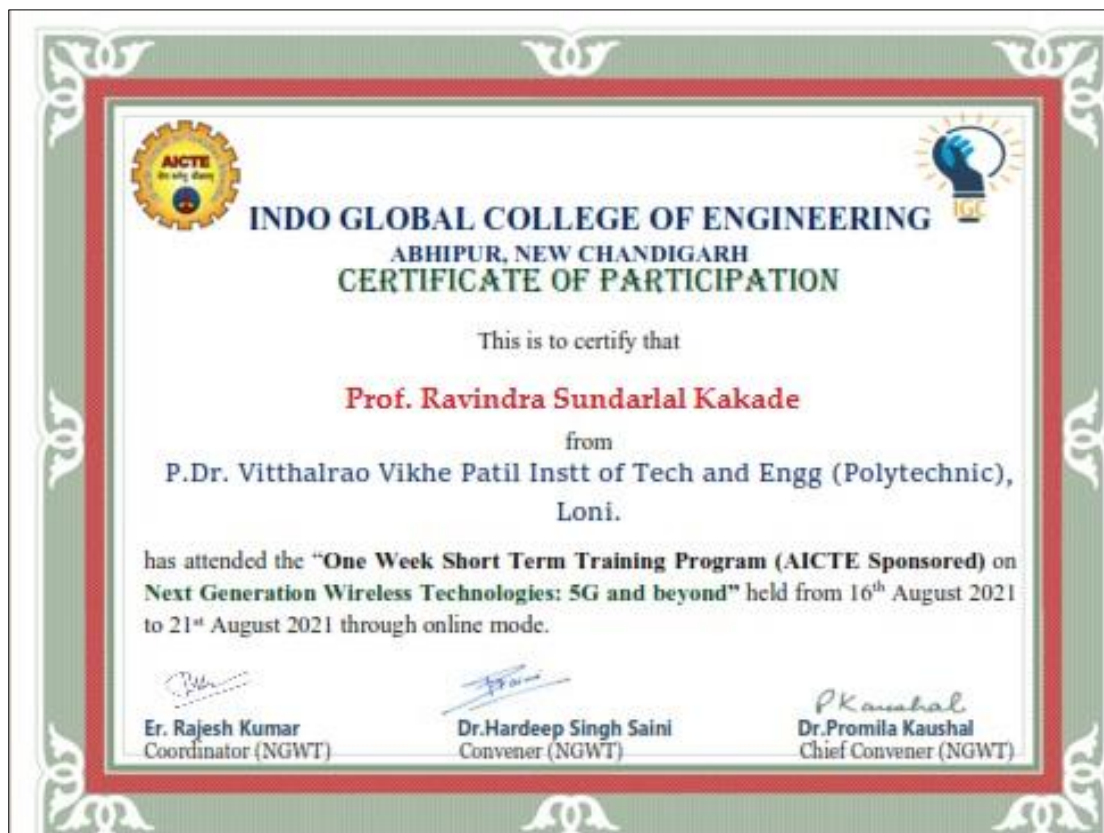 AICTE
IGC
INDO GLOBAL COLLEGE OF ENGINEERING
ABHIPUR, NEW CHANDIGARH
CERTIFICATE OF PARTICIPATION
This is to certify that
Prof. Ravindra Sundarlal Kakade
from
P.Dr. Vitthalrao Vikhe Patil Instt of Tech and Engg (Polytechnic),
Loni.
has attended the “One Week Short Term Training Program (AICTE Sponsored) on
Next Generation Wireless Technologies: 5G and beyond” held from 16th August 2021
to 21st August 2021 through online mode.
PKaushal
Er. Rajesh Kumar Dr.Hardeep Singh Saini Dr.Promila Kaushal
Coordinator (NGWT) Convener (NGWT) Chief Convener (NGWT)